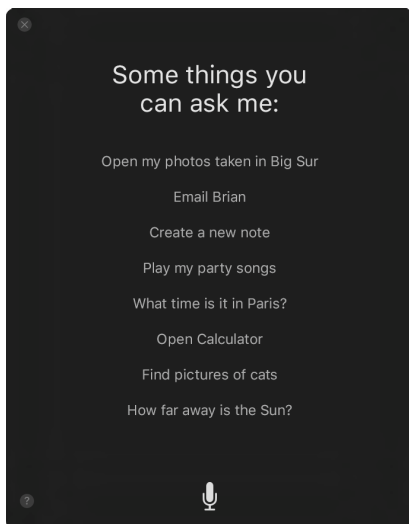 Some things you
can ask me:
Open my photos taken in Big Sur
Email Brian
Create a new note
Play my party songs
What time is it in Paris?
Open Calculator
Find pictures of cats
How far away is the Sun?
?